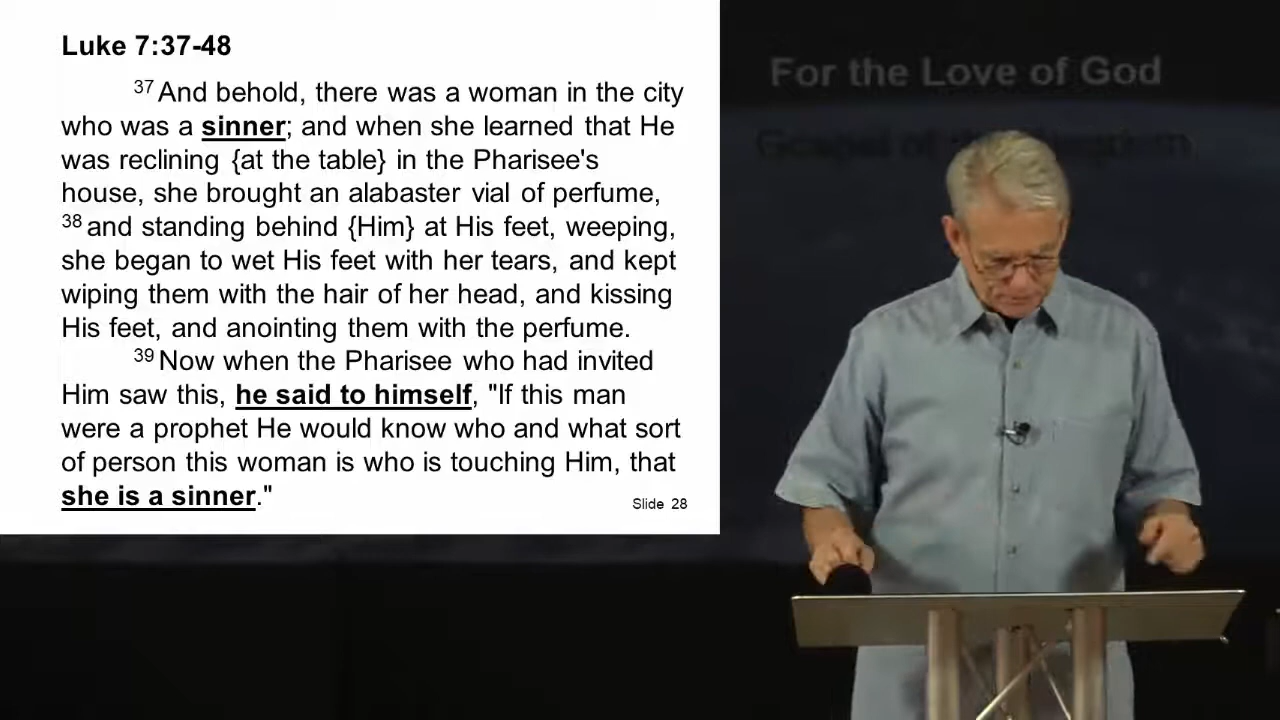 Luke 7:37-48
37 And behold, there was a woman in the city
who was a sinner; and when she learned that He
was reclining {at the table} in the Pharisee's
house, she brought an alabaster vial of perfume,
38 and standing behind {Him} at His feet, weeping,
she began to wet His feet with her tears, and kept
wiping them with the hair of her head, and kissing
His feet, and anointing them with the perfume.
39 Now when the Pharisee who had invited
Him saw this, he said to himself, "If this man
were a prophet He would know who and what sort
of person this woman is who is touching Him, that
she is a sinner."
Slide 28
For the Love of God
Gospel of